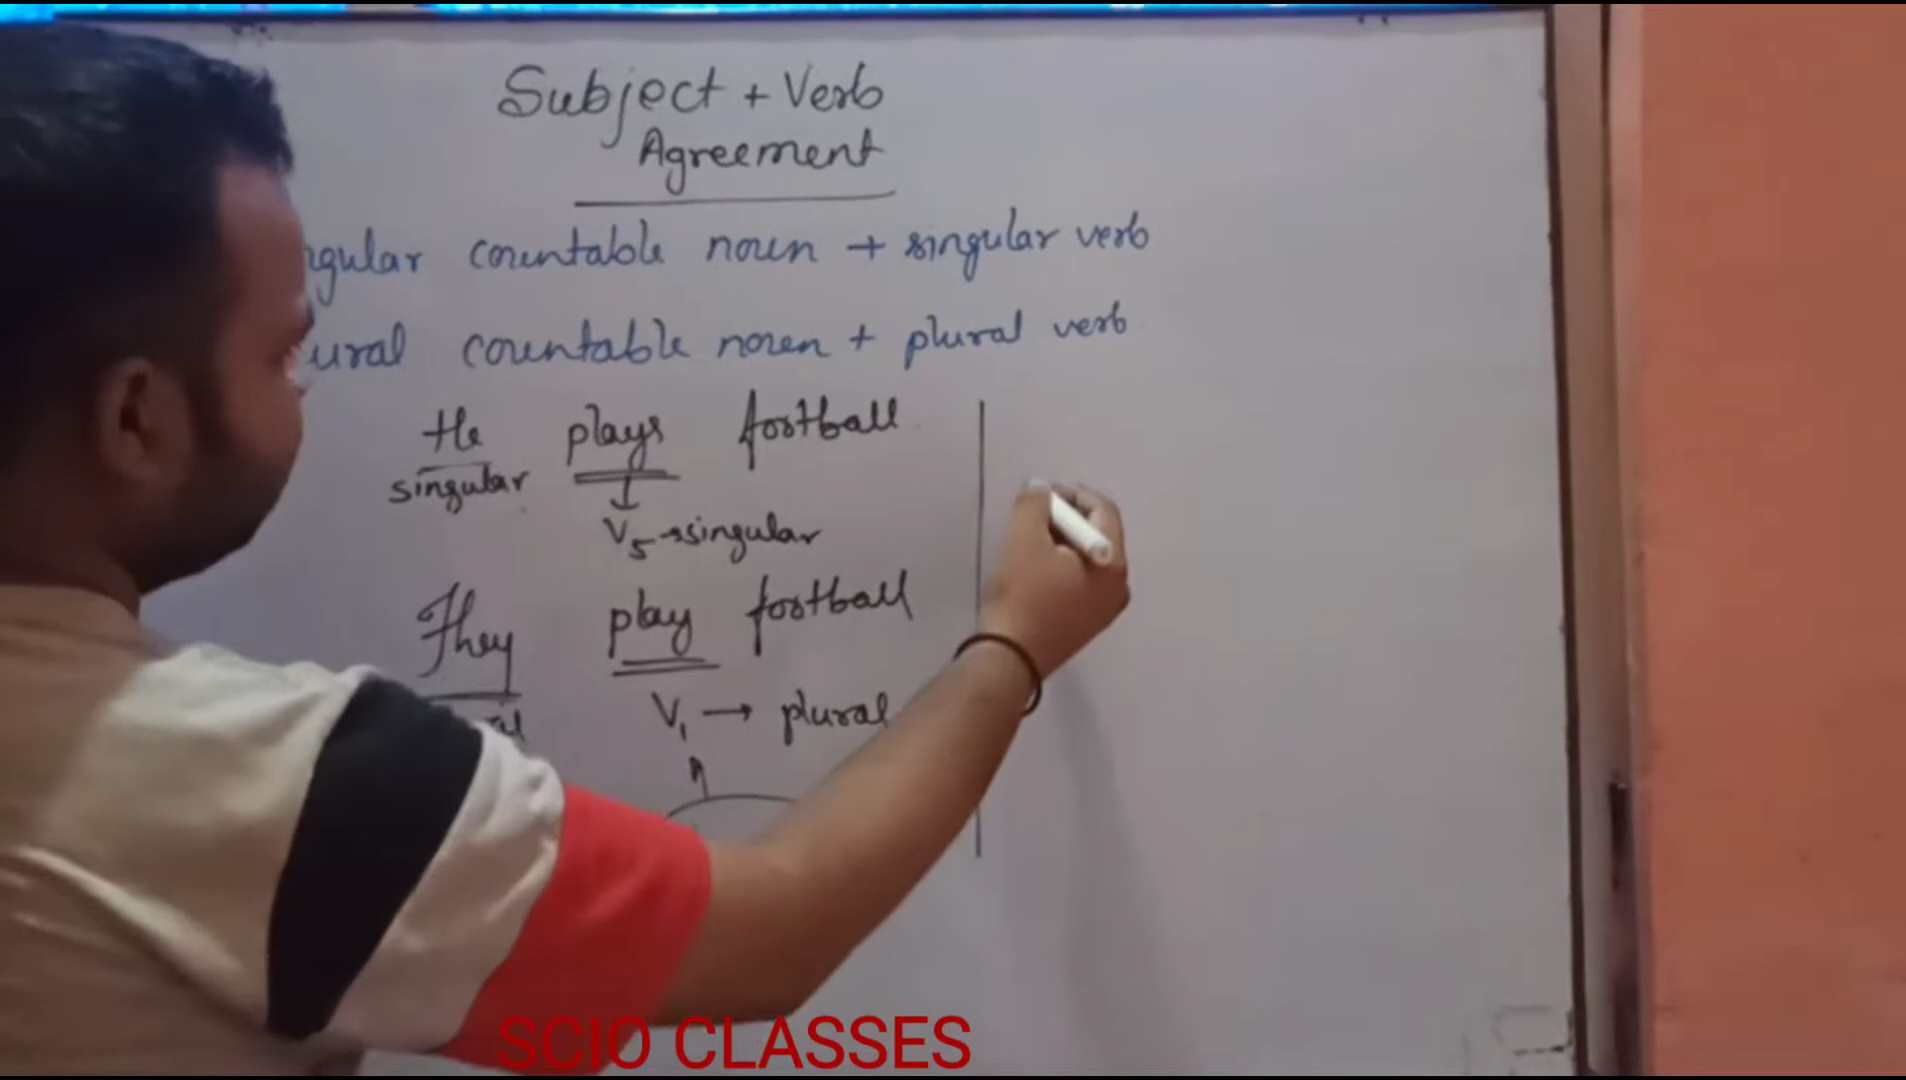 Subject + Verb
Agreement
ngular countable noun + singular verb
ural countable noun + plural verb
He plays football
singular
V5 → singular
They play football
V1 → plural
SCIO CLASSES